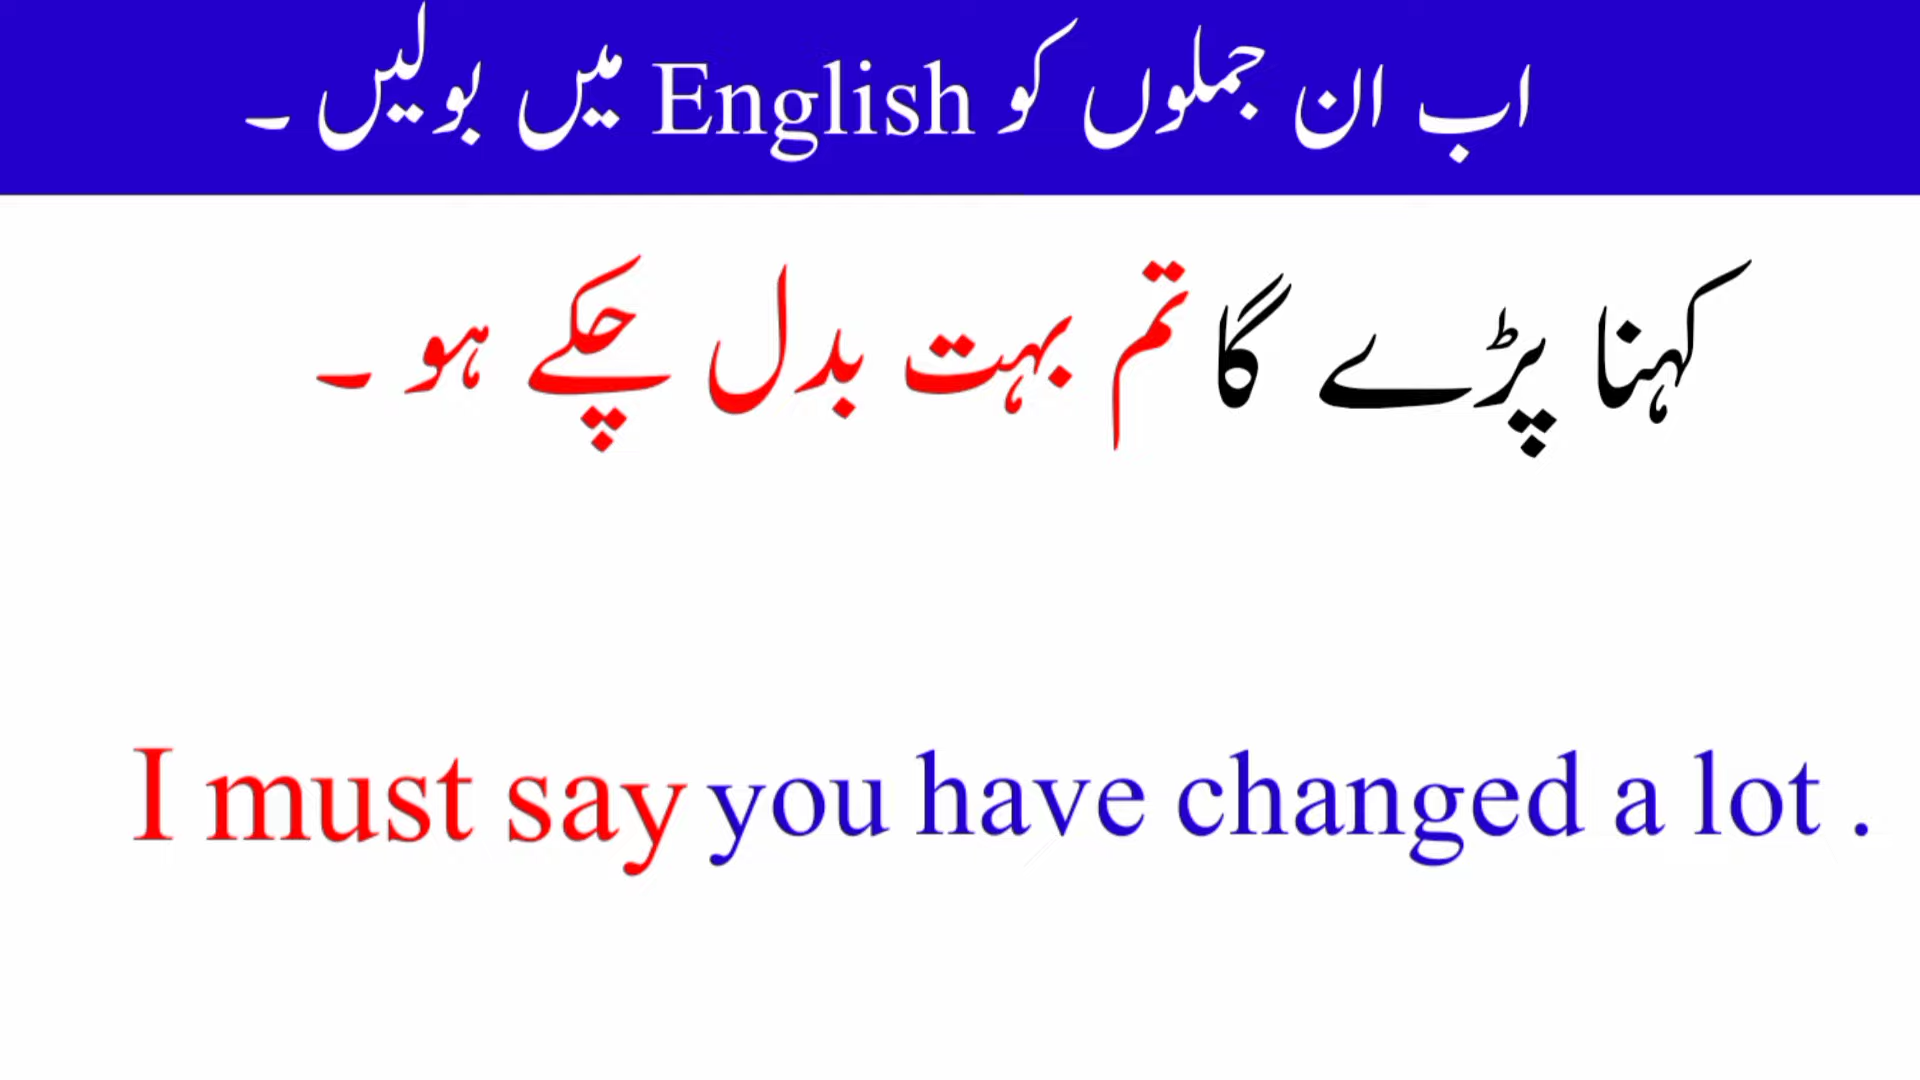 اب ان جملوں کو English میں بولیں ۔
کہنا پڑے گا تم بہت بدل چکے ہو ۔
I must say you have changed a lot .